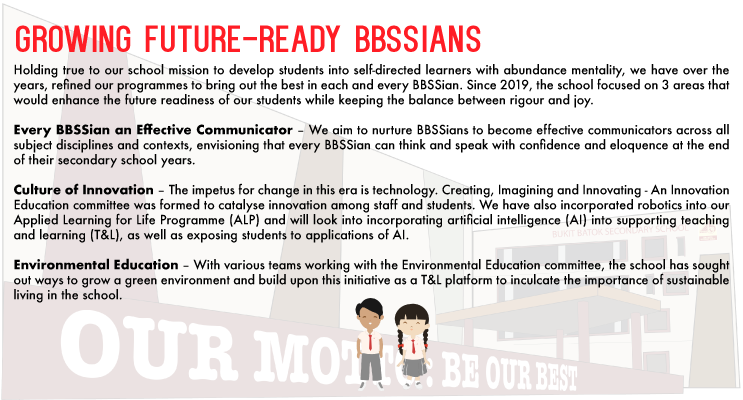 GROWING FUTURE-READY BBSSIANS
Holding true to our school mission to develop students into self-directed learners with abundance mentality, we have over the
years, refined our programmes to bring out the best in each and every BBSSian. Since 2019, the school focused on 3 areas that
would enhance the future readiness of our students while keeping the balance between rigour and joy.
Every BBSSian an Effective Communicator – We aim to nurture BBSSians to become effective communicators across all
subject disciplines and contexts, envisioning that every BBSSian can think and speak with confidence and eloquence at the end
of their secondary school years.
Culture of Innovation – The impetus for change in this era is technology. Creating, Imagining and Innovating - An Innovation
Education committee was formed to catalyse innovation among staff and students. We have also incorporated robotics into our
Applied Learning for Life Programme (ALP) and will look into incorporating artificial intelligence (AI) into supporting teaching
and learning (T&L), as well as exposing students to applications of AI.
BUKIT BATOK SECONDARY SCHOOL
Environmental Education – With various teams working with the Environmental Education committee, the school has sought
out ways to grow a green environment and build upon this initiative as a T&L platform to inculcate the importance of sustainable
living in the school.
OUR MOTTO: BE OUR BEST